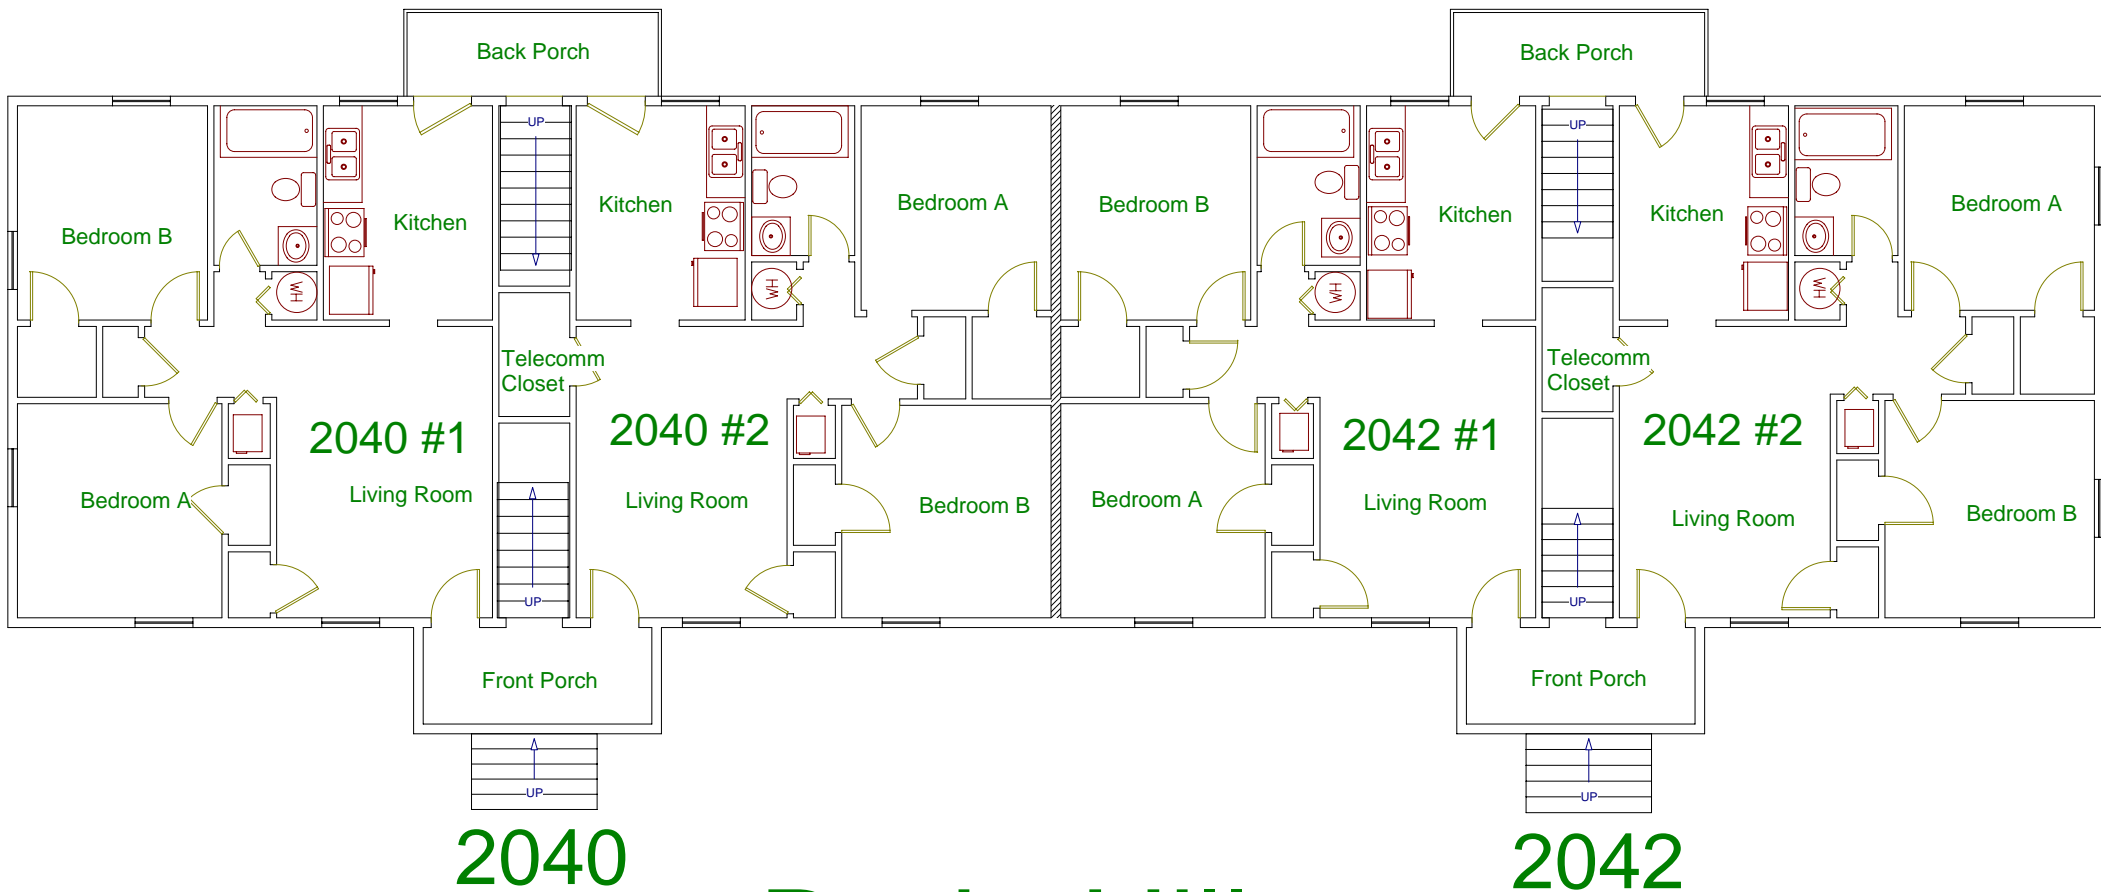 Back Porch
Back Porch
UP
UP
Bedroom B
Kitchen
Kitchen
Bedroom A
Bedroom B
Kitchen
Kitchen
Bedroom A
WH
WH
WH
WH
Telecomm
Closet
Telecomm
Closet
2040 #1
2040 #2
2042 #1
2042 #2
Bedroom A
Living Room
Living Room
Bedroom B
Bedroom A
Living Room
Living Room
Bedroom B
UP
UP
Front Porch
Front Porch
UP
UP
2040
2042